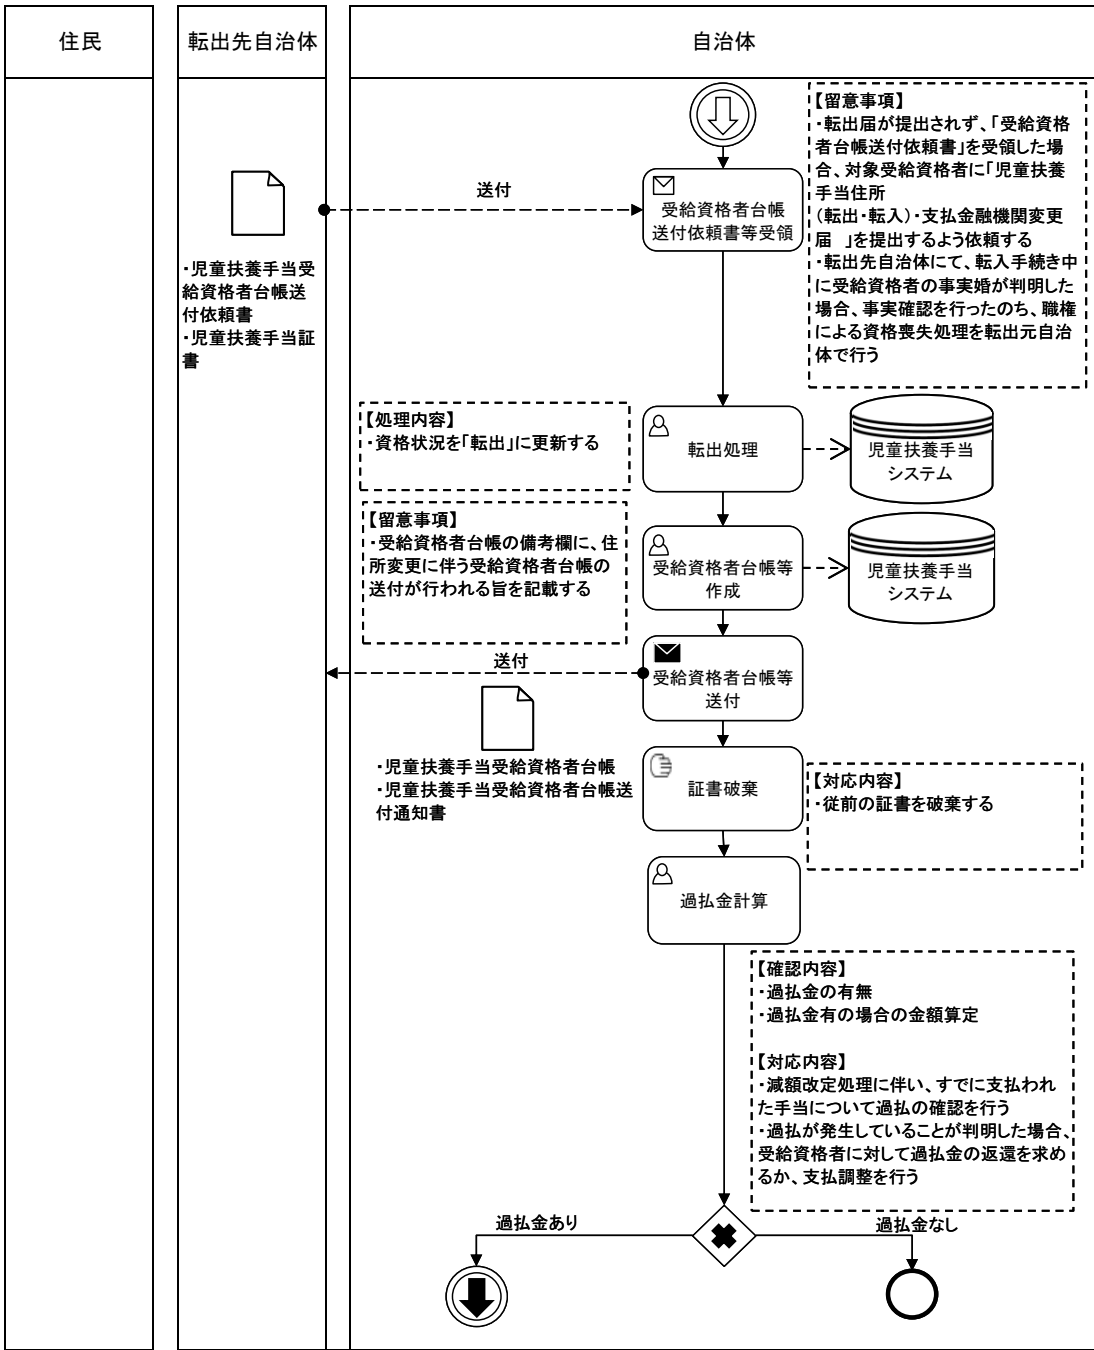 住民
転出先自治体
自治体
【留意事項】
・転出届が提出されず、「受給資格
者台帳送付依頼書」を受領した場
合、対象受給資格者に「児童扶養
手当住所
（転出・転入）・支払金融機関変更
届　」を提出するよう依頼する
・転出先自治体にて、転入手続き中
に受給資格者の事実婚が判明した
場合、事実確認を行ったのち、職権
による資格喪失処理を転出元自治
体で行う
送付
受給資格者台帳
送付依頼書等受領
・児童扶養手当受
給資格者台帳送
付依頼書
・児童扶養手当証
書
【処理内容】
・資格状況を「転出」に更新する
転出処理
児童扶養手当
システム
【留意事項】
・受給資格者台帳の備考欄に、住
所変更に伴う受給資格者台帳の
送付が行われる旨を記載する
受給資格者台帳等
作成
児童扶養手当
システム
送付
受給資格者台帳等
送付
・児童扶養手当受給資格者台帳
・児童扶養手当受給資格者台帳送
付通知書
証書破棄
【対応内容】
・従前の証書を破棄する
過払金計算
【確認内容】
・過払金の有無
・過払金有の場合の金額算定
【対応内容】
・減額改定処理に伴い、すでに支払われ
た手当について過払の確認を行う
・過払が発生していることが判明した場合、
受給資格者に対して過払金の返還を求め
るか、支払調整を行う
過払金あり
過払金なし